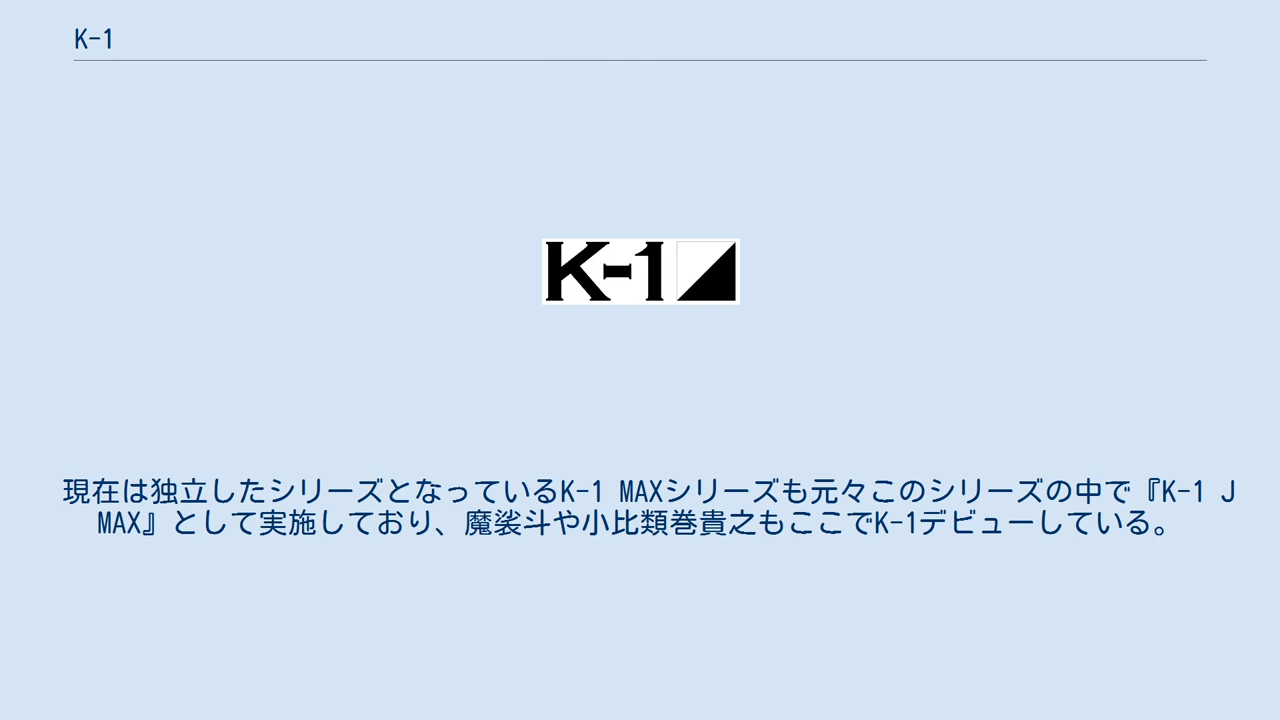 K-1
K-1
現在は独立したシリーズとなっているK-1 MAXシリーズも元々このシリーズの中で『K-1 J
MAX』として実施しており、魔裟斗や小比類巻貴之もここでK-1デビューしている。